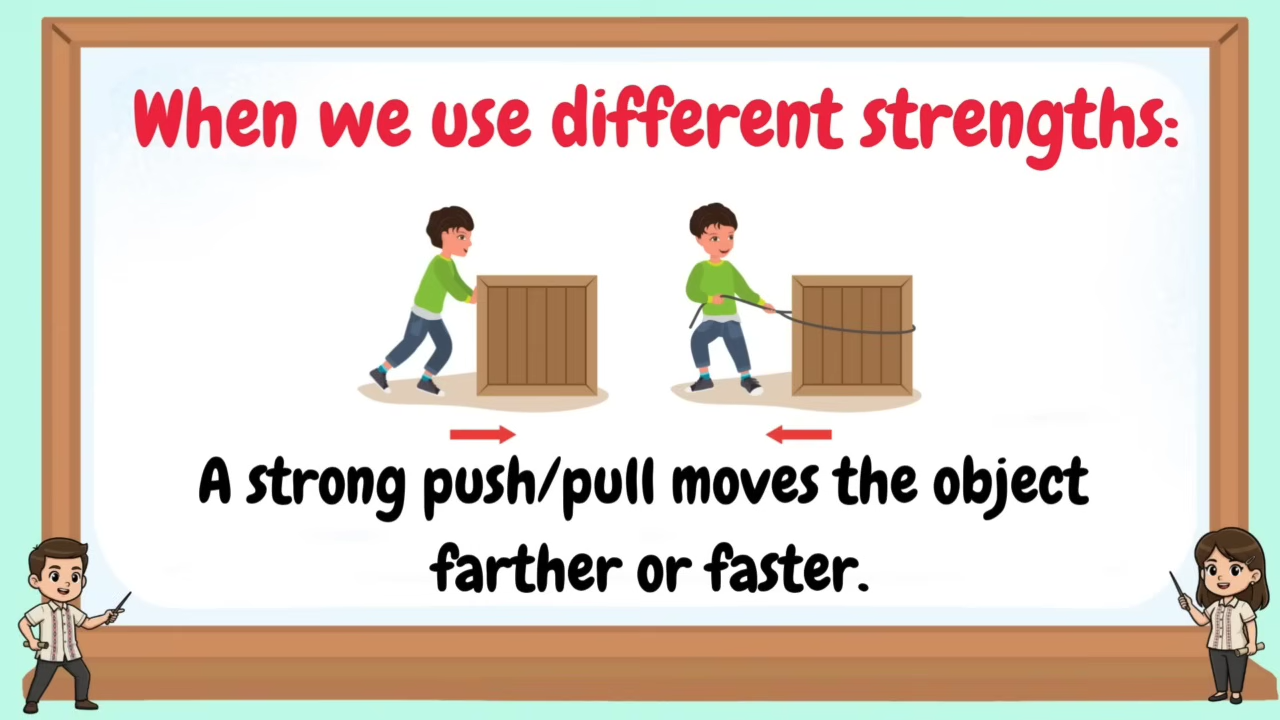 When we use different strengths:
A strong push/pull moves the object
farther or faster.